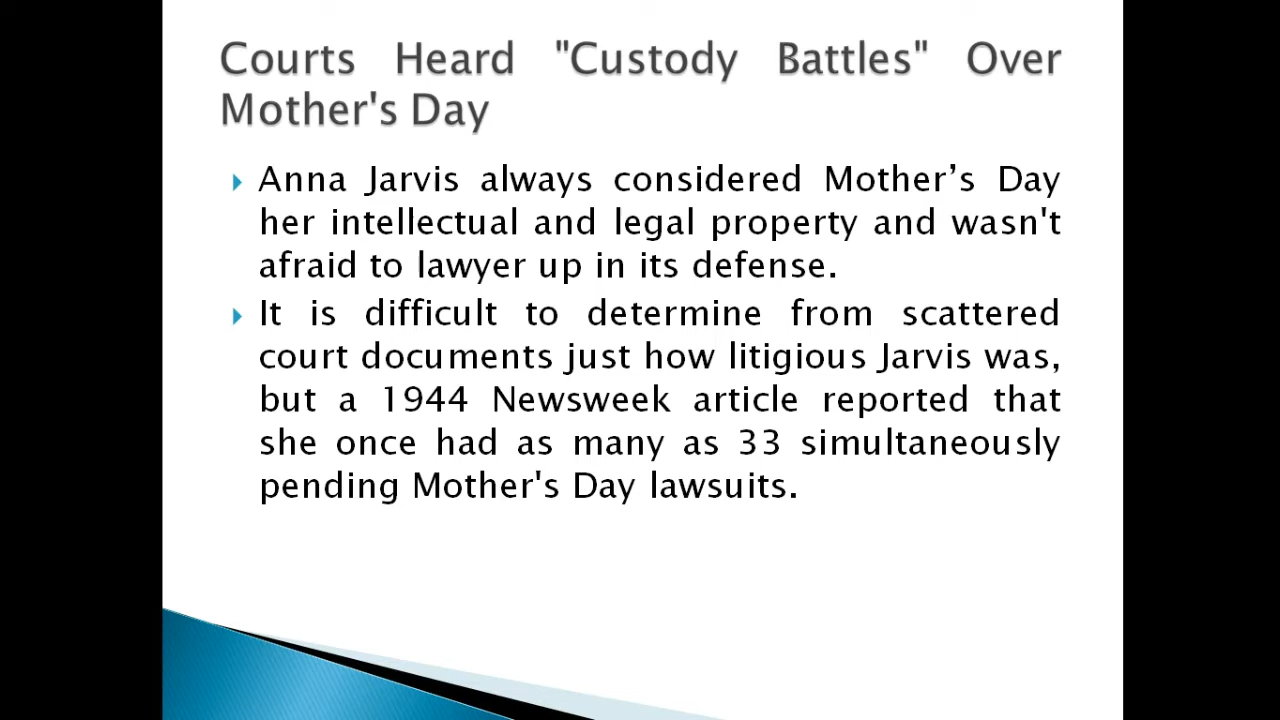 Courts Heard "Custody Battles" Over
Mother's Day
Anna Jarvis always considered Mother’s Day
her intellectual and legal property and wasn't
afraid to lawyer up in its defense.
It is difficult to determine from scattered
court documents just how litigious Jarvis was,
but a 1944 Newsweek article reported that
she once had as many as 33 simultaneously
pending Mother's Day lawsuits.